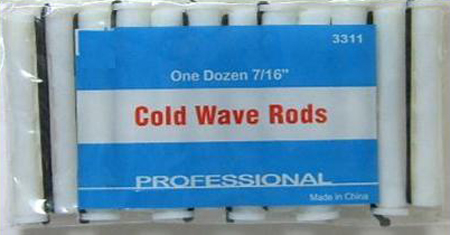 3311
One Dozen 7/16"
Cold Wave Rods
PROFESSIONAL
Made in China